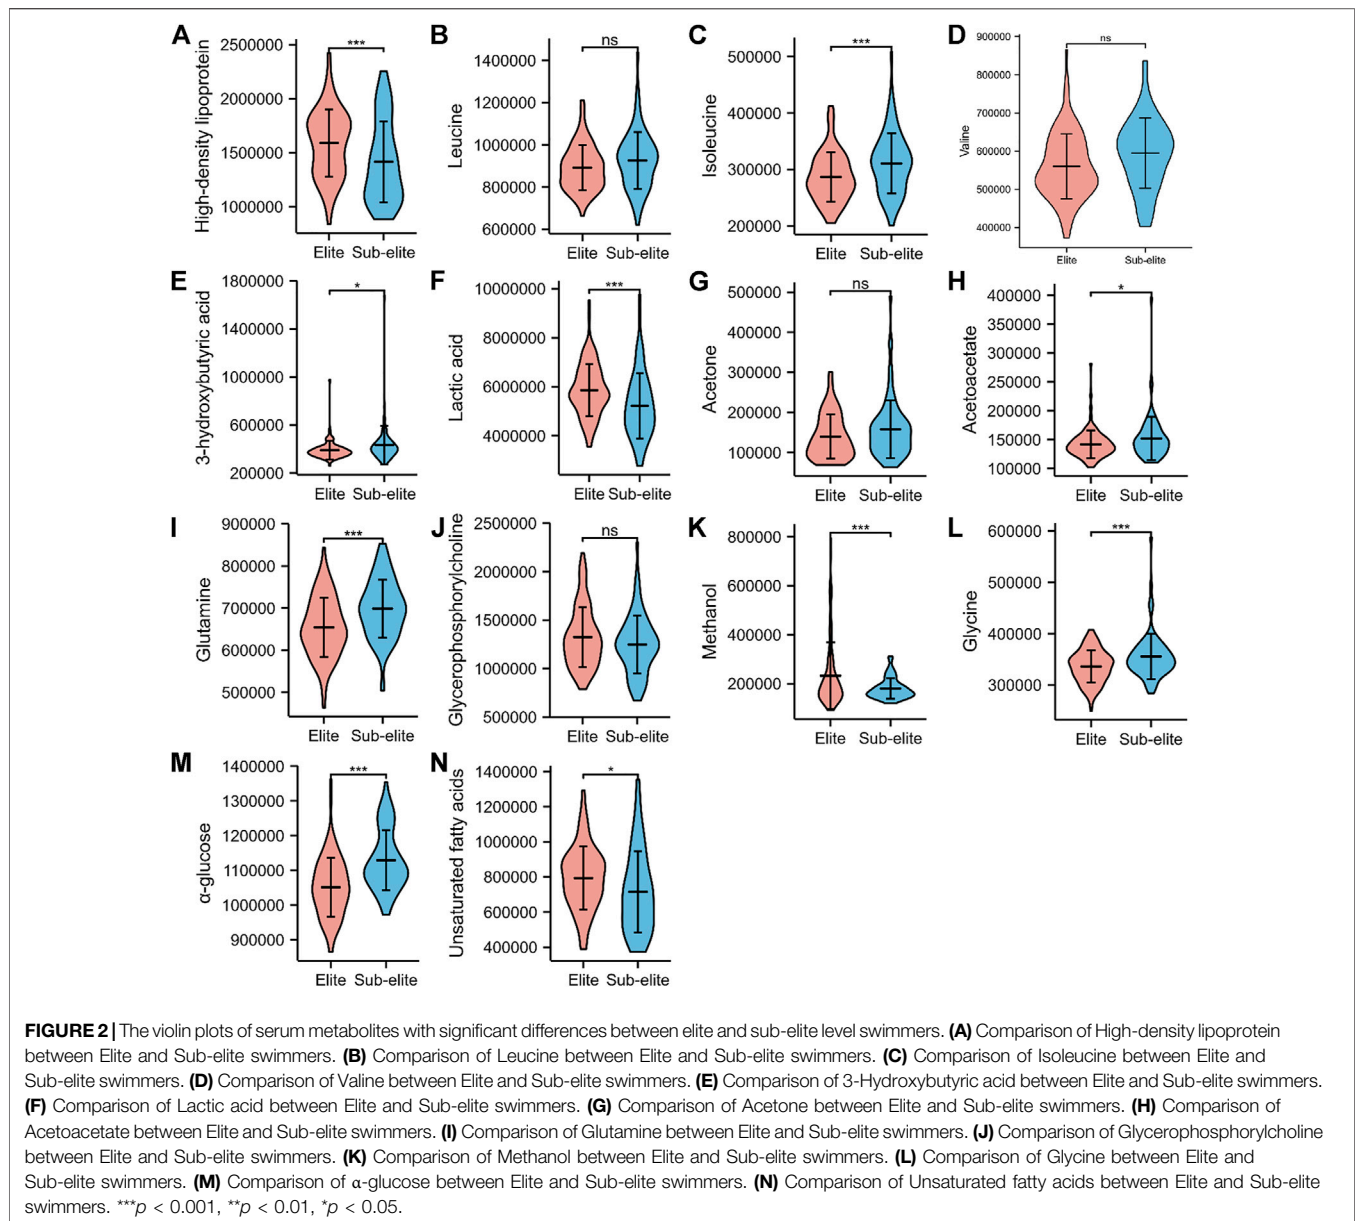 A
High-density lipoprotein
2500000
2000000
1500000
1000000
***
Elite Sub-elite
B
Leucine
1400000
1200000
1000000
800000
600000
ns
Elite Sub-elite
C
Isoleucine
500000
400000
300000
200000
***
Elite Sub-elite
D
Valine
900000
800000
700000
600000
500000
400000
ns
Elite Sub-elite
E
3-hydroxybutyric acid
1800000
1400000
1000000
600000
200000
*
Elite Sub-elite
F
Lactic acid
10000000
8000000
6000000
4000000
***
Elite Sub-elite
G
Acetone
500000
400000
300000
200000
100000
ns
Elite Sub-elite
H
Acetoacetate
400000
350000
300000
250000
200000
150000
100000
*
Elite Sub-elite
I
Glutamine
900000
800000
700000
600000
500000
***
Elite Sub-elite
J
Glycerophosphorylcholine
2500000
2000000
1500000
1000000
500000
ns
Elite Sub-elite
K
Methanol
800000
600000
400000
200000
***
Elite Sub-elite
L
Glycine
600000
500000
400000
300000
***
Elite Sub-elite
M
α-glucose
1400000
1300000
1200000
1100000
1000000
900000
***
Elite Sub-elite
N
Unsaturated fatty acids
1400000
1200000
1000000
800000
600000
400000
*
Elite Sub-elite
FIGURE 2 | The violin plots of serum metabolites with significant differences between elite and sub-elite level swimmers. (A) Comparison of High-density lipoprotein
between Elite and Sub-elite swimmers. (B) Comparison of Leucine between Elite and Sub-elite swimmers. (C) Comparison of Isoleucine between Elite and
Sub-elite swimmers. (D) Comparison of Valine between Elite and Sub-elite swimmers. (E) Comparison of 3-Hydroxybutyric acid between Elite and Sub-elite swimmers.
(F) Comparison of Lactic acid between Elite and Sub-elite swimmers. (G) Comparison of Acetone between Elite and Sub-elite swimmers. (H) Comparison of
Acetoacetate between Elite and Sub-elite swimmers. (I) Comparison of Glutamine between Elite and Sub-elite swimmers. (J) Comparison of Glycerophosphorylcholine
between Elite and Sub-elite swimmers. (K) Comparison of Methanol between Elite and Sub-elite swimmers. (L) Comparison of Glycine between Elite and
Sub-elite swimmers. (M) Comparison of α-glucose between Elite and Sub-elite swimmers. (N) Comparison of Unsaturated fatty acids between Elite and Sub-elite
swimmers. ***p < 0.001, **p < 0.01, *p < 0.05.